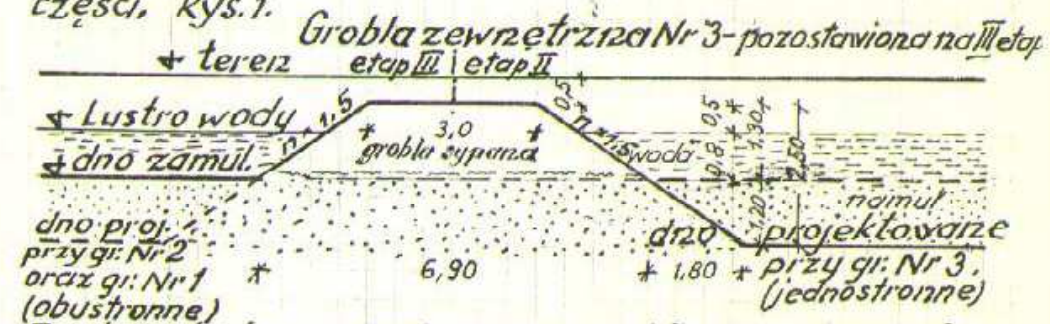 części, Rys.1.
Grobla zewnętrzna Nr 3 - pozostawiona na III etap
teren etap III | etap II
0,5
Lustro wody n=1,5
3,0
grobla sypana
n=1,5
woda
0,8 0,5
1,30
2,50
dno zamul.
namuł
1,20
dno proj.
przy gr. Nr 2
oraz gr. Nr 1
(obustronne)
6,90
1,80
dno projektowane
przy gr. Nr 3.
(jednostronne)